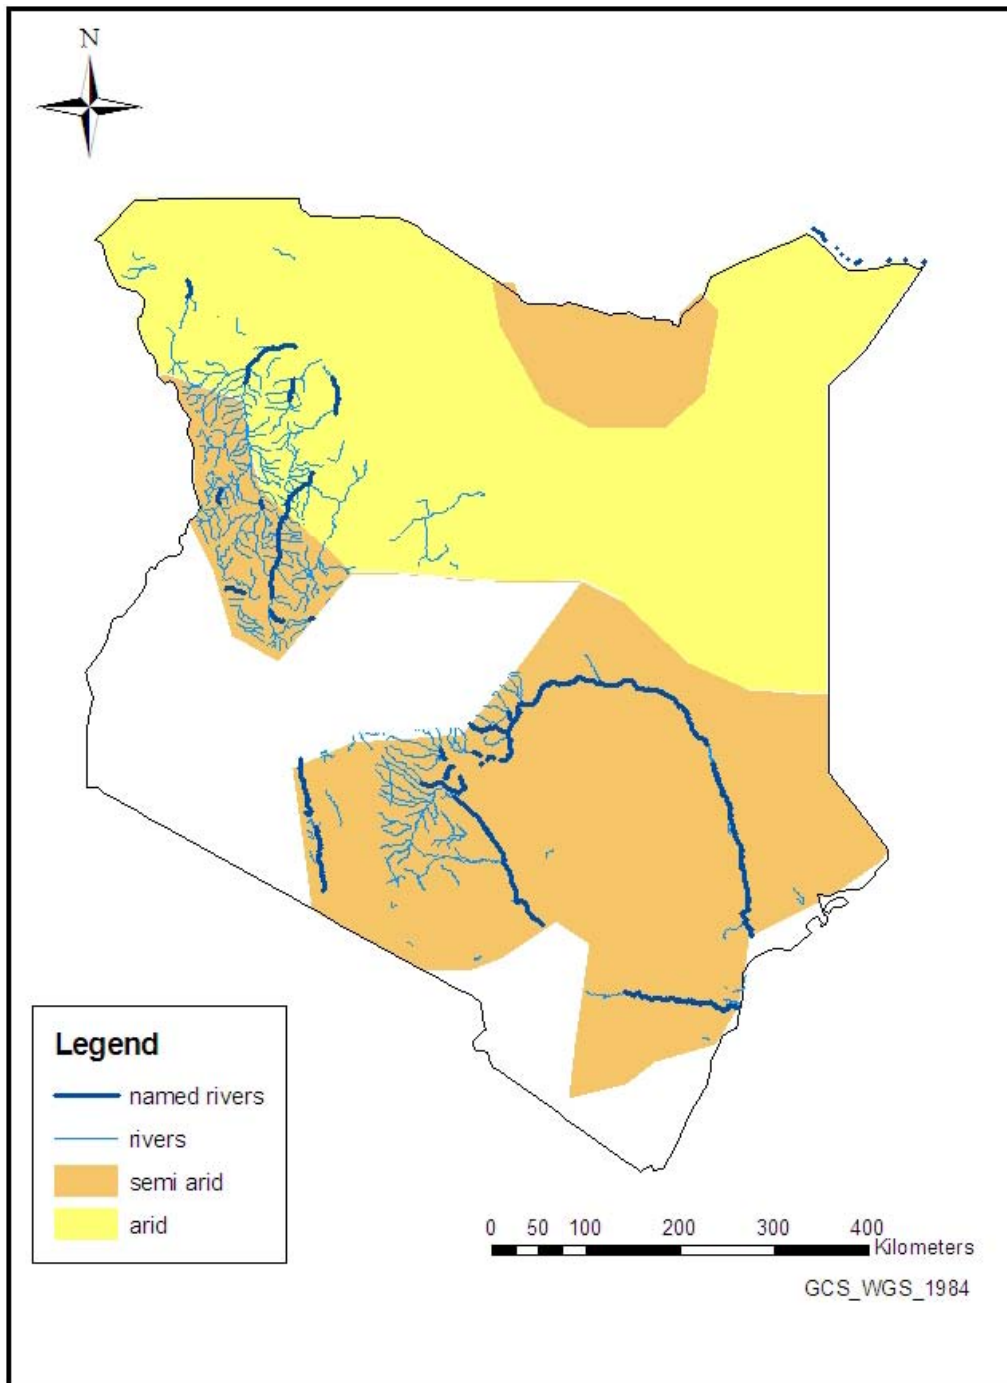 N
Legend
named rivers
rivers
semi arid
arid
0 50 100 200 300 400
Kilometers
GCS_WGS_1984